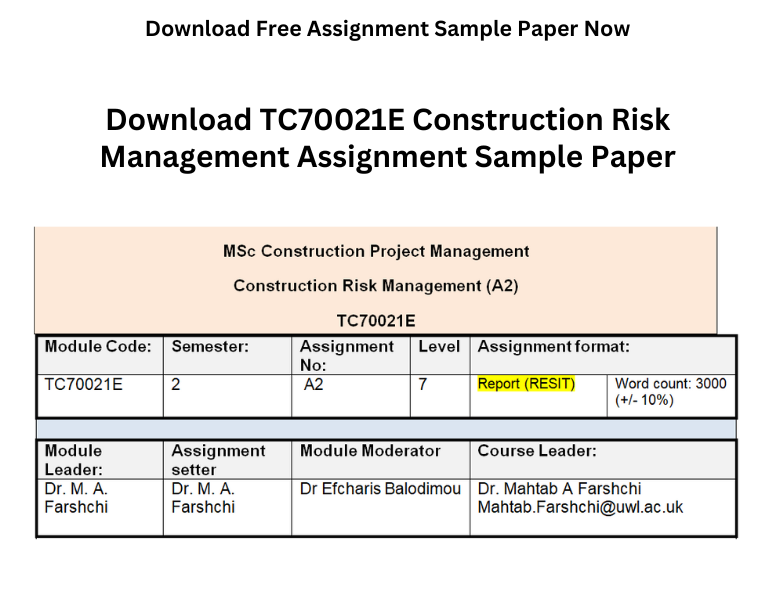 Download Free Assignment Sample Paper Now
Download TC70021E Construction Risk
Management Assignment Sample Paper
MSc Construction Project Management
Construction Risk Management (A2)
TC70021E
Module Code: Semester: Assignment No: Level Assignment format:
TC70021E 2 A2 7 Report (RESIT) Word count: 3000 (+/- 10%)
Module Leader: Assignment setter Module Moderator Course Leader:
Dr. M. A. Farshchi Dr. M. A. Farshchi Dr Efcharis Balodimou Dr. Mahtab A Farshchi
Mahtab.Farshchi@uwl.ac.uk